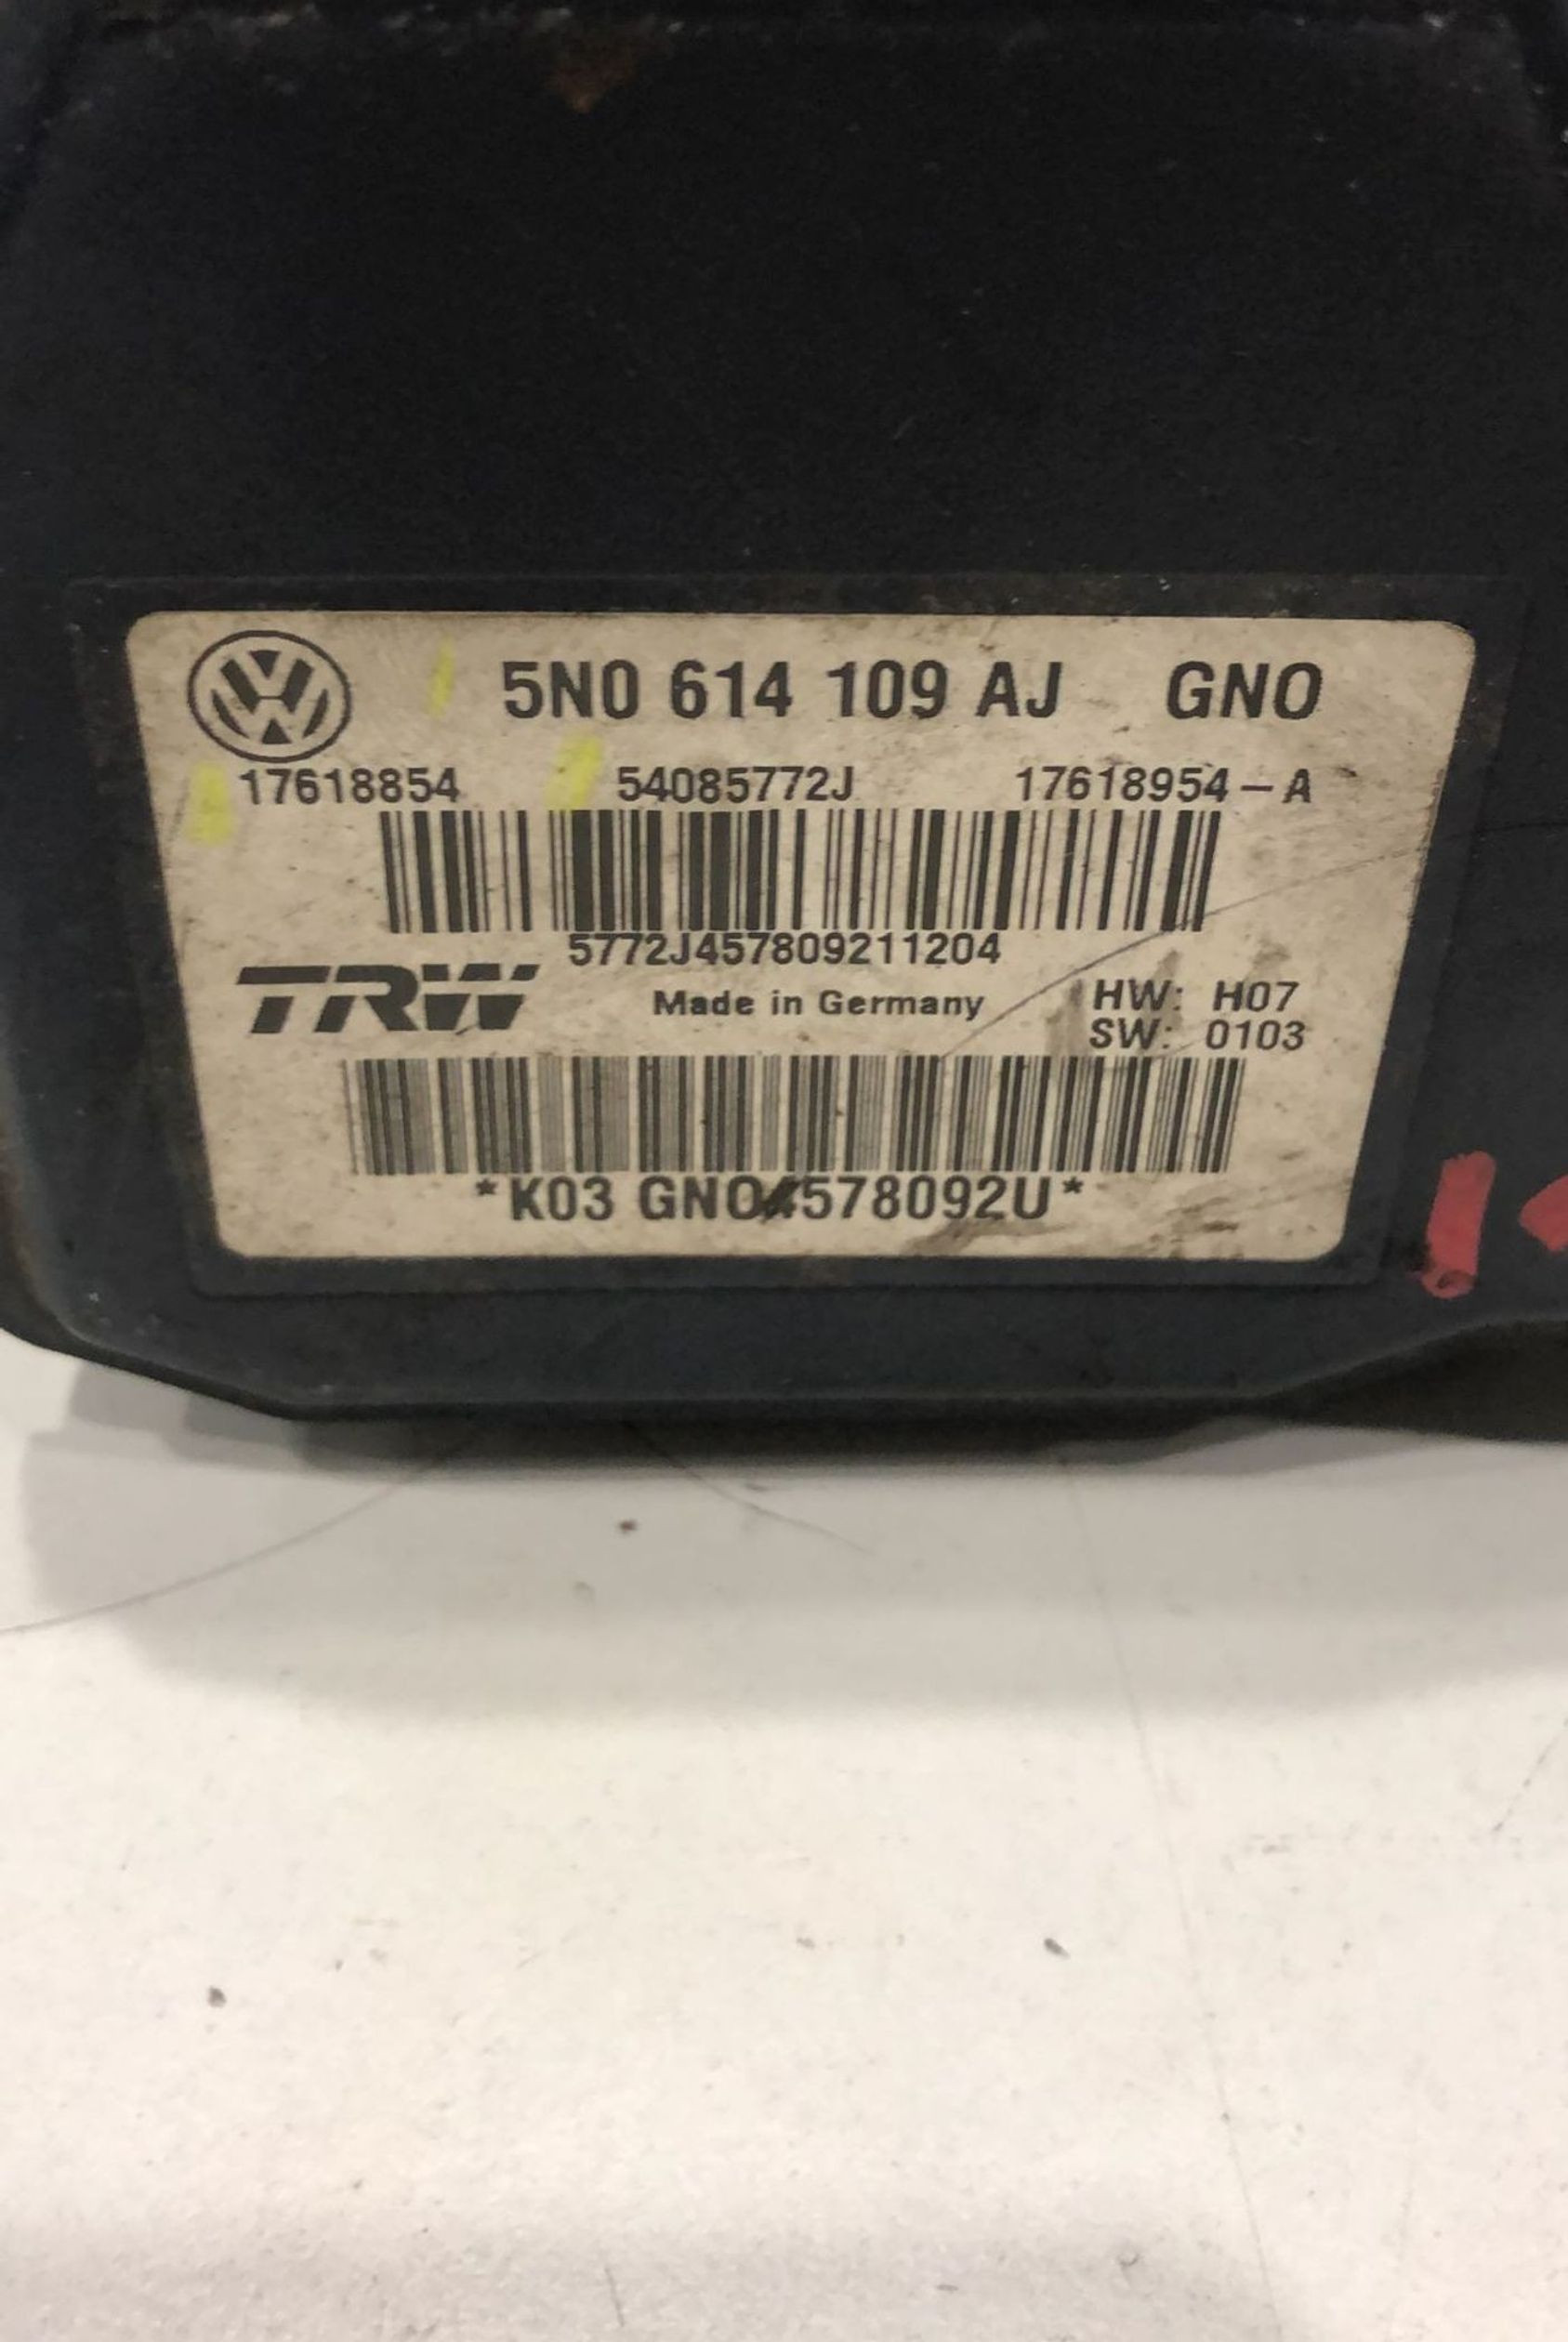 5N0 614 109 AJ GNO
17618854 54085772J 17618954-A
5772J457809211204
TRW Made in Germany HW: H07
SW: 0103
*K03 GNO4578092U*